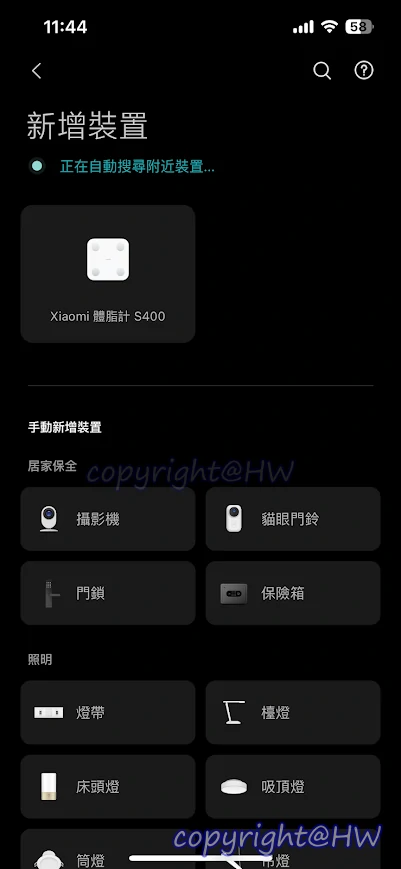 11:44
58
新增裝置
正在自動搜尋附近裝置...
Xiaomi 體脂計 S400
手動新增裝置
居家保全
copyright@HW
攝影機
貓眼門鈴
門鎖
保險箱
照明
燈帶
檯燈
床頭燈
吸頂燈
copyright@HW
筒燈
吊燈